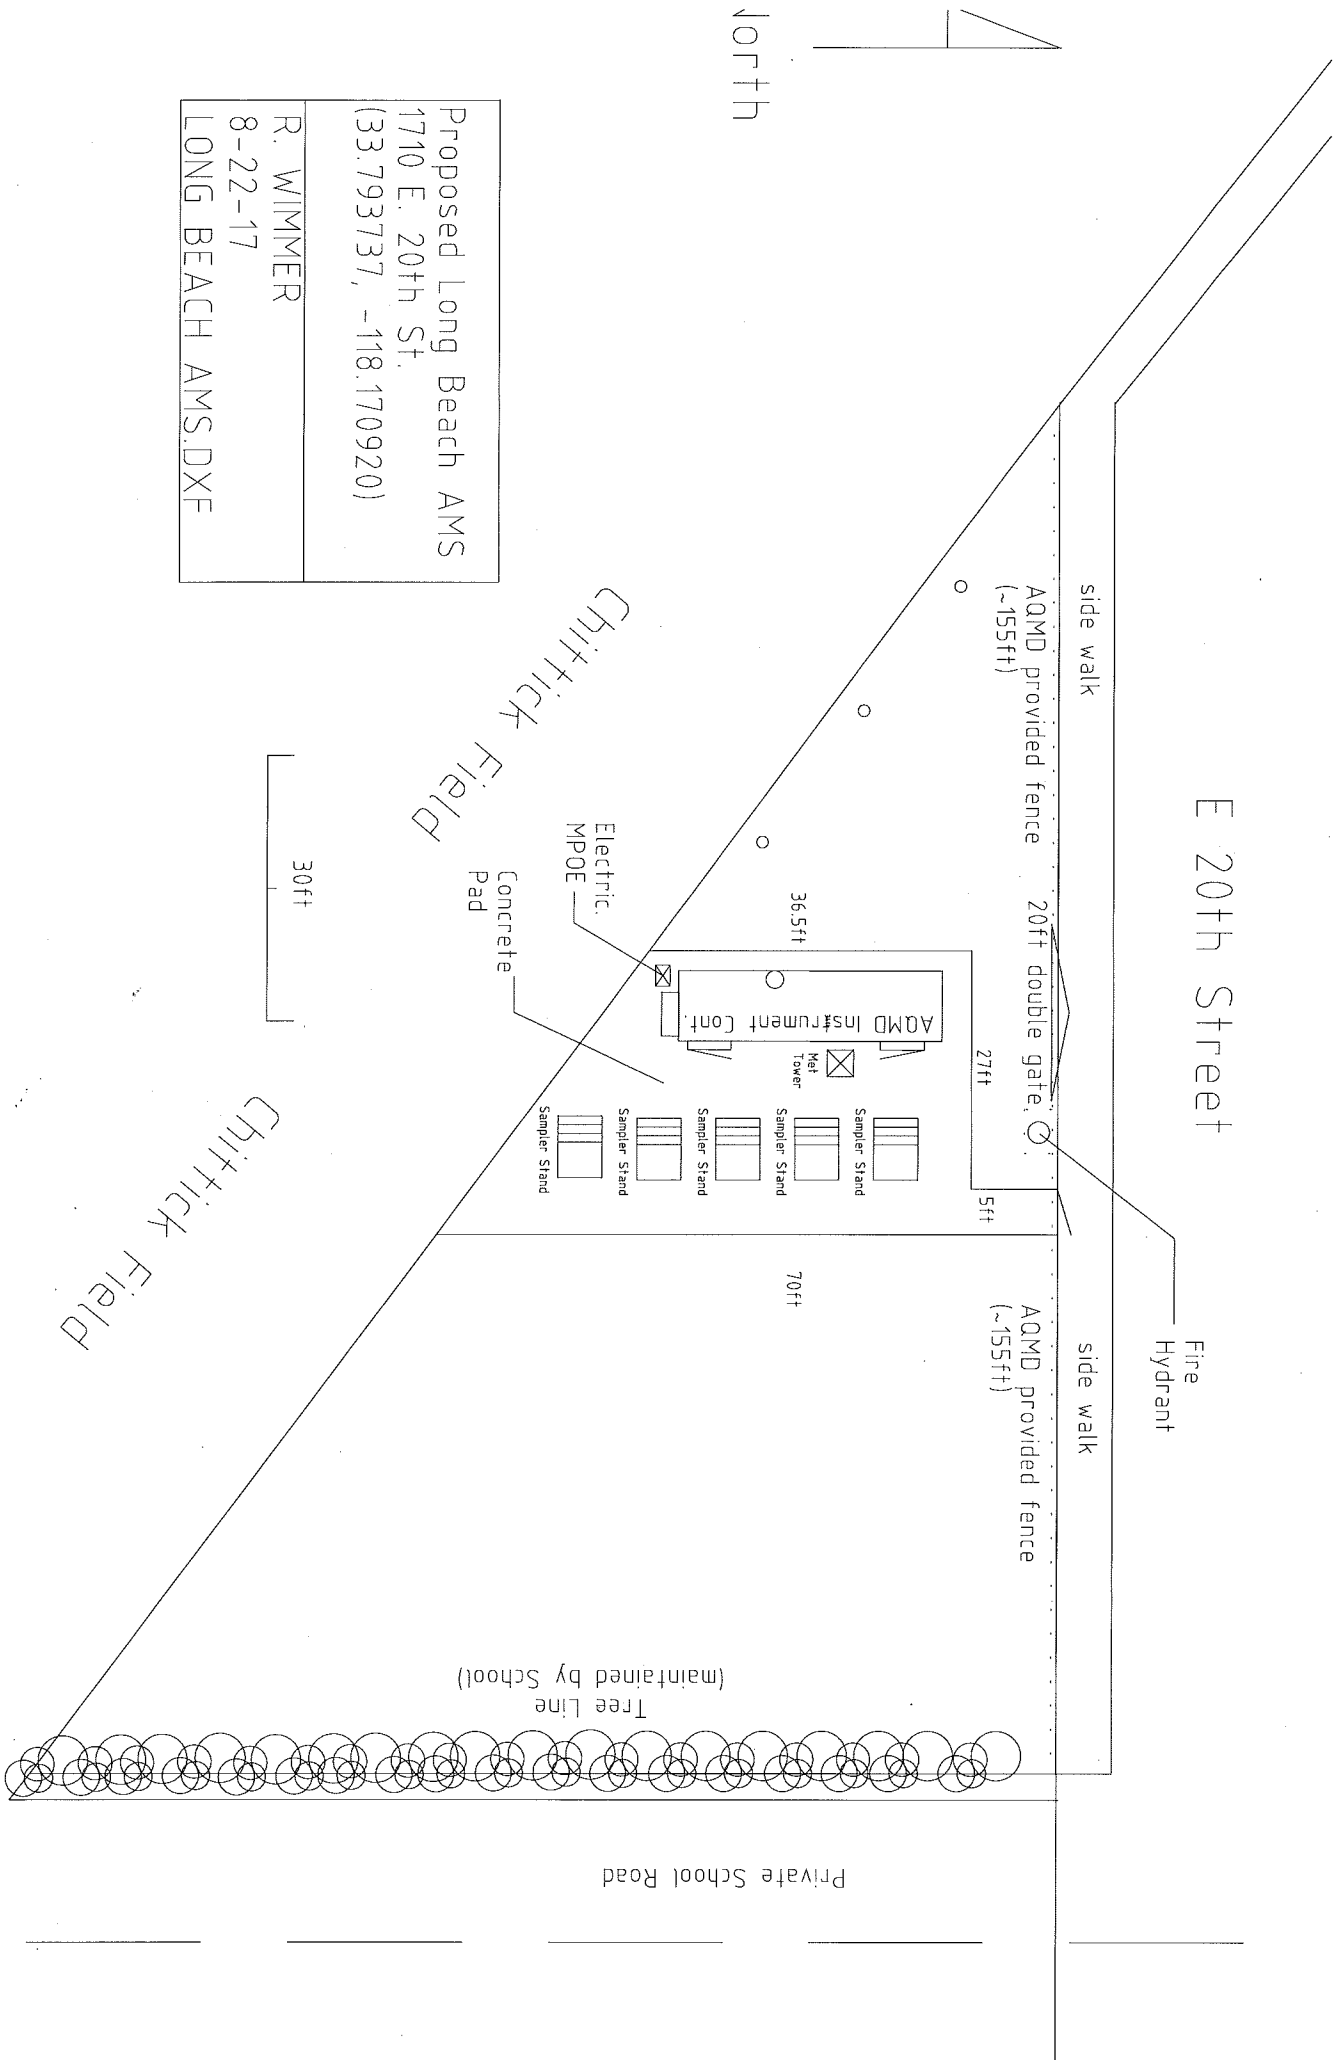 North
E 20th Street
side walk
AQMD provided fence
(~155ft)
20ft double gate
Fire
Hydrant
side walk
AQMD provided fence
(~155ft)
36.5ft
27ft
5ft
70ft
AQMD Instrument Cont.
Met
Tower
Sampler Stand
Sampler Stand
Sampler Stand
Sampler Stand
Sampler Stand
Electric.
MPOE
Concrete
Pad
Chittick Field
Chittick Field
30ft
Tree Line
(maintained by School)
Private School Road
Proposed Long Beach AMS
1710 E. 20th St.
(33.793737, -118.170920)
R. WIMMER
8-22-17
LONG BEACH AMS.DXF